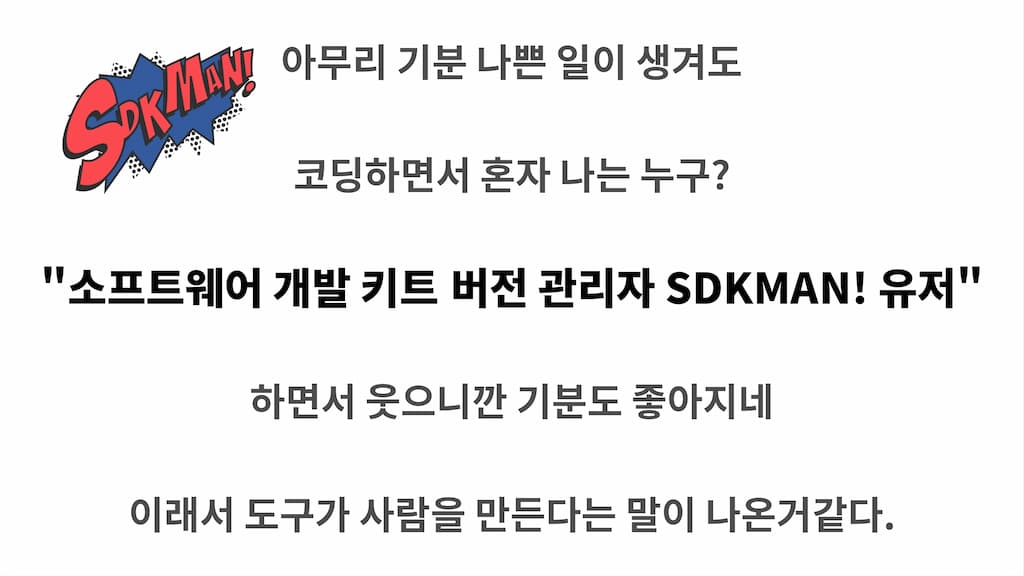 SDKMAN!
아무리 기분 나쁜 일이 생겨도
코딩하면서 혼자 나는 누구?
"소프트웨어 개발 키트 버전 관리자 SDKMAN! 유저"
하면서 웃으니깐 기분도 좋아지네
이래서 도구가 사람을 만든다는 말이 나온거같다.